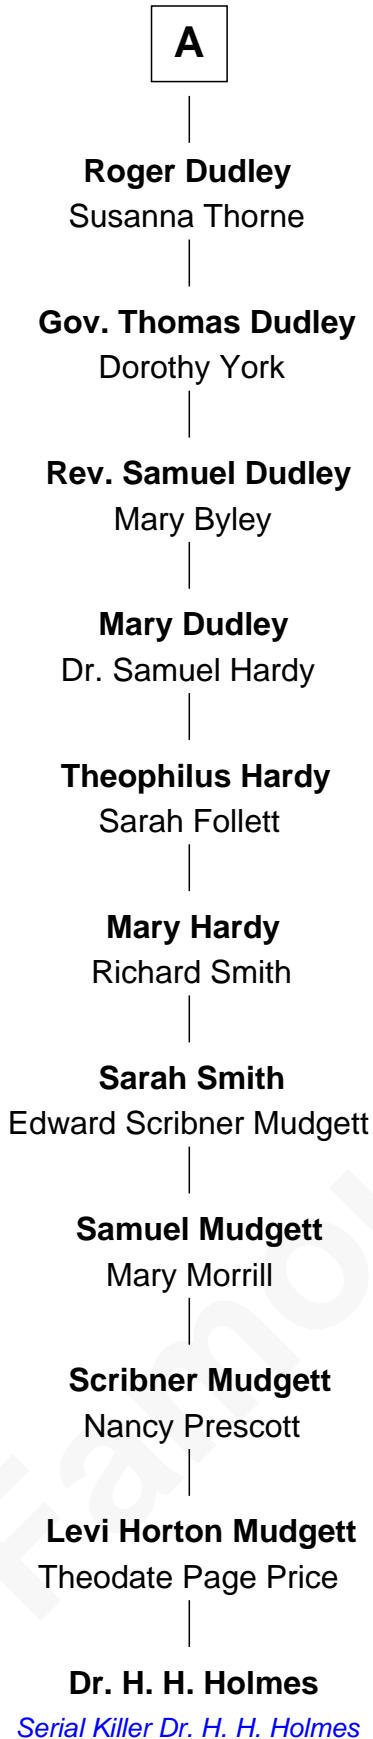 A
Roger Dudley
Susanna Thorne
Gov. Thomas Dudley
Dorothy York
Rev. Samuel Dudley
Mary Byley
Mary Dudley
Dr. Samuel Hardy
Theophilus Hardy
Sarah Follett
Mary Hardy
Richard Smith
Sarah Smith
Edward Scribner Mudgett
Samuel Mudgett
Mary Morrill
Scribner Mudgett
Nancy Prescott
Levi Horton Mudgett
Theodate Page Price
Dr. H. H. Holmes
Serial Killer Dr. H. H. Holmes